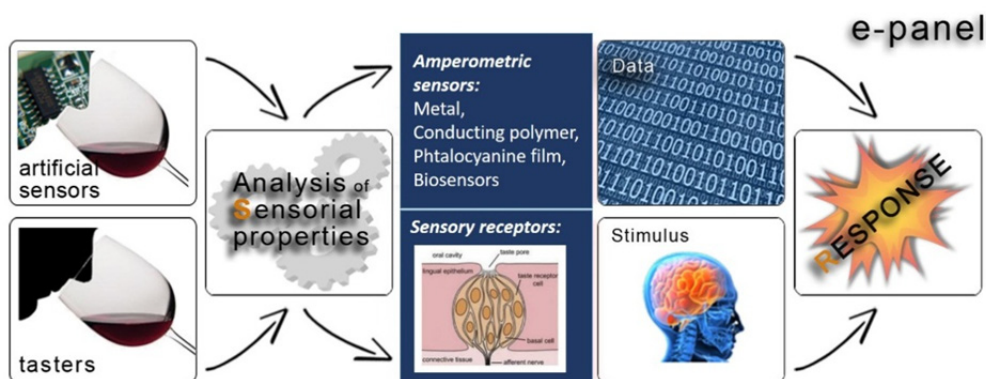 e-panel
artificial
sensors
tasters
Analysis of
Sensorial
properties
Amperometric
sensors:
Metal,
Conducting polymer,
Phtalocyanine film,
Biosensors
Sensory receptors:
oral cavity
taste pore
lingual epithelium
taste receptor
cell
basal cell
connective tissue
afferent nerve
Data
Stimulus
RESPONSE